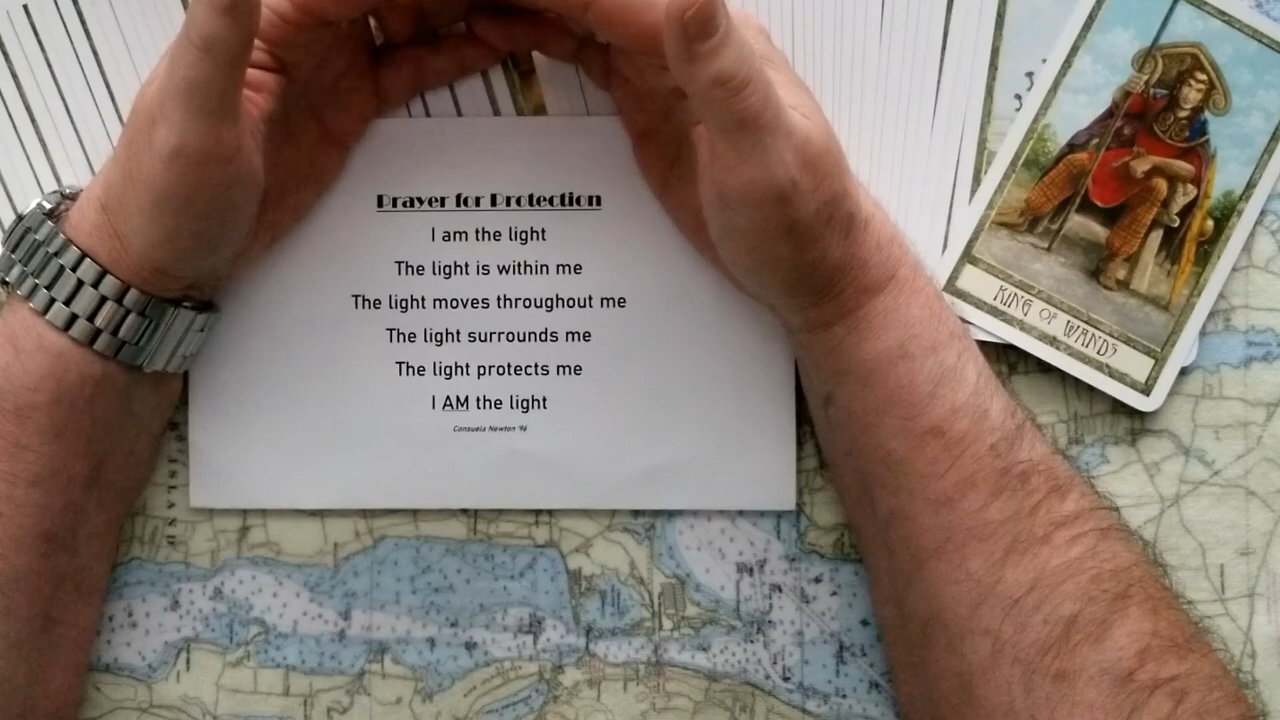 Prayer for Protection
I am the light
The light is within me
The light moves throughout me
The light surrounds me
The light protects me
I AM the light
Consuela Newton '96
KING OF WANDS
ISLAND